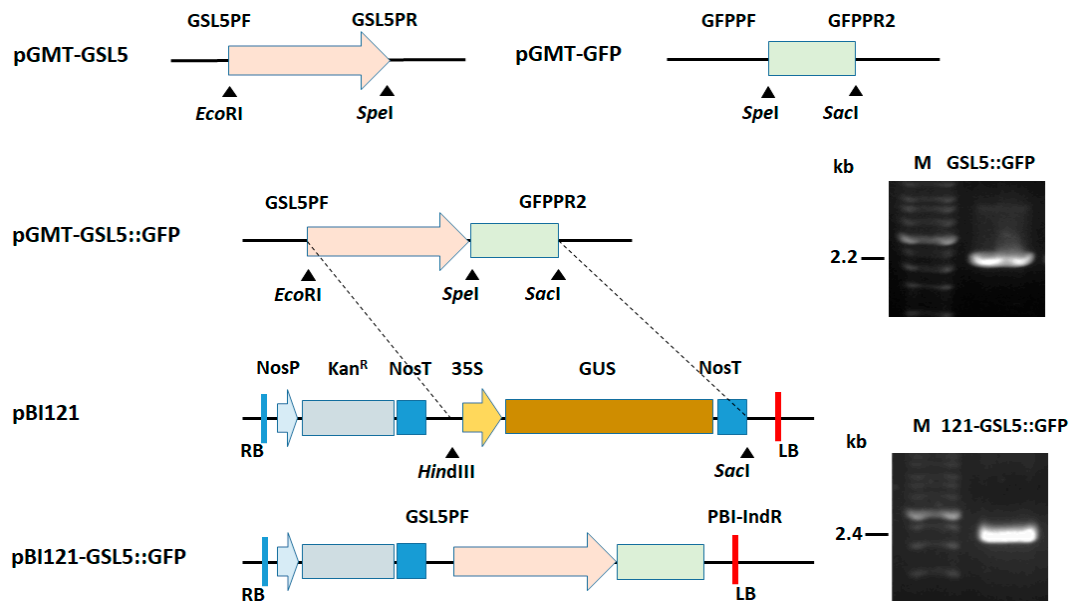 GSL5PF GSL5PR GFPPF GFPPR2
pGMT-GSL5 pGMT-GFP
EcoRI SpeI SpeI SacI
kb M GSL5::GFP
GSL5PF GFPPR2
pGMT-GSL5::GFP
2.2
EcoRI SpeI SacI
NosP Kanᴿ NosT 35S GUS NosT
pBI121
RB HindIII SacI LB
kb M 121-GSL5::GFP
GSL5PF PBI-IndR
2.4
pBI121-GSL5::GFP
RB LB